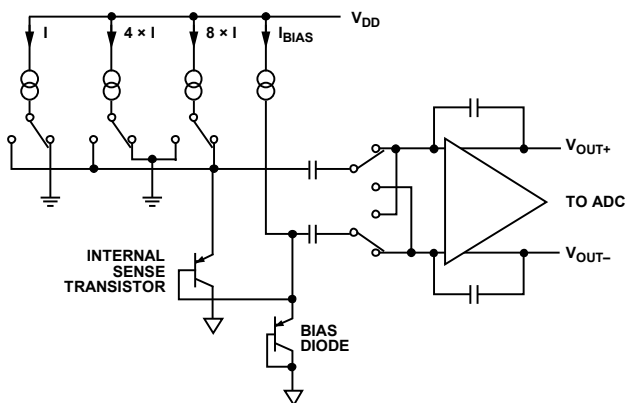 I
4 × I
8 × I
IBIAS
VDD
VOUT+
TO ADC
VOUT–
INTERNAL
SENSE
TRANSISTOR
BIAS
DIODE